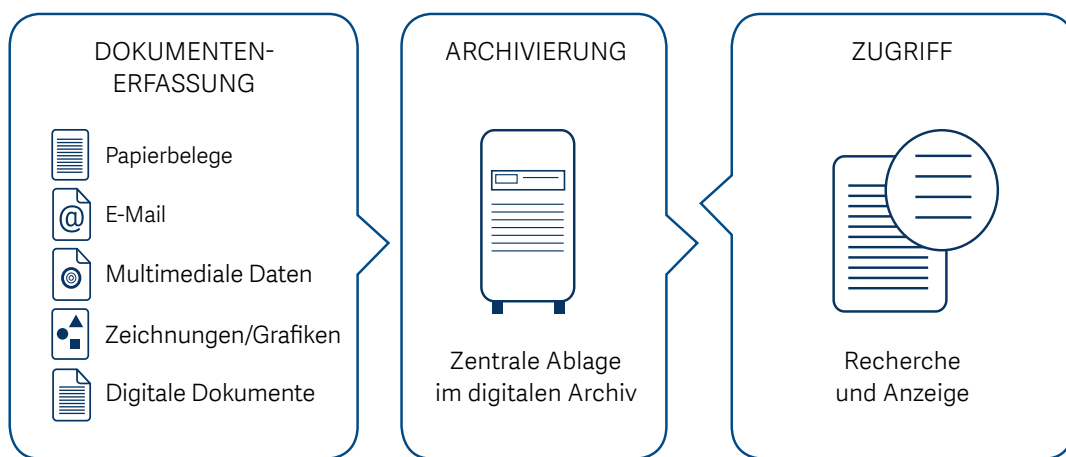 DOKUMENTEN-
ERFASSUNG
Papierbelege
@
E-Mail
Multimediale Daten
Zeichnungen/Grafiken
Digitale Dokumente
ARCHIVIERUNG
Zentrale Ablage
im digitalen Archiv
ZUGRIFF
Recherche
und Anzeige